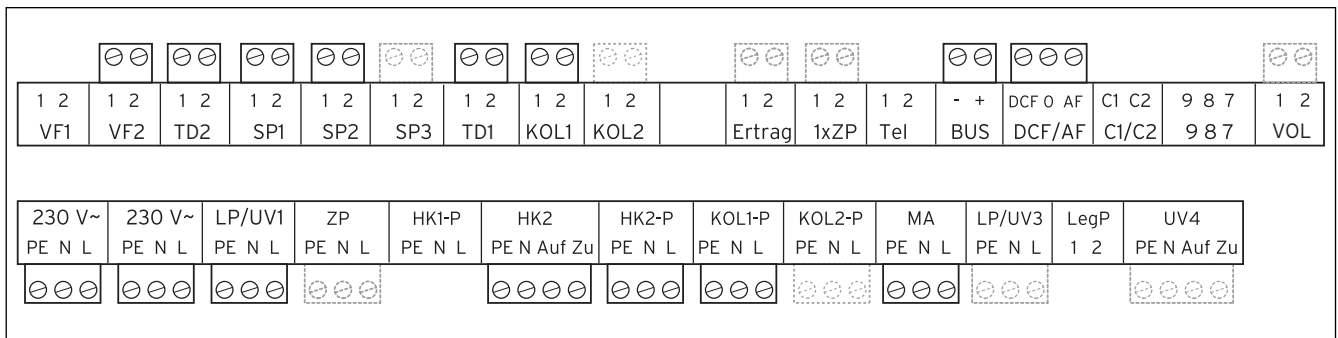 1 2 1 2 1 2 1 2 1 2 1 2 1 2 1 2 1 2 1 2 1 2 1 2 - + DCF O AF C1 C2 9 8 7 1 2
VF1 VF2 TD2 SP1 SP2 SP3 TD1 KOL1 KOL2 Ertrag 1xZP Tel BUS DCF/AF C1/C2 9 8 7 VOL
230 V~ 230 V~ LP/UV1 ZP HK1-P HK2 HK2-P KOL1-P KOL2-P MA LP/UV3 LegP UV4
PE N L PE N L PE N L PE N L PE N L PE N Auf Zu PE N L PE N L PE N L PE N L PE N L 1 2 PE N Auf Zu